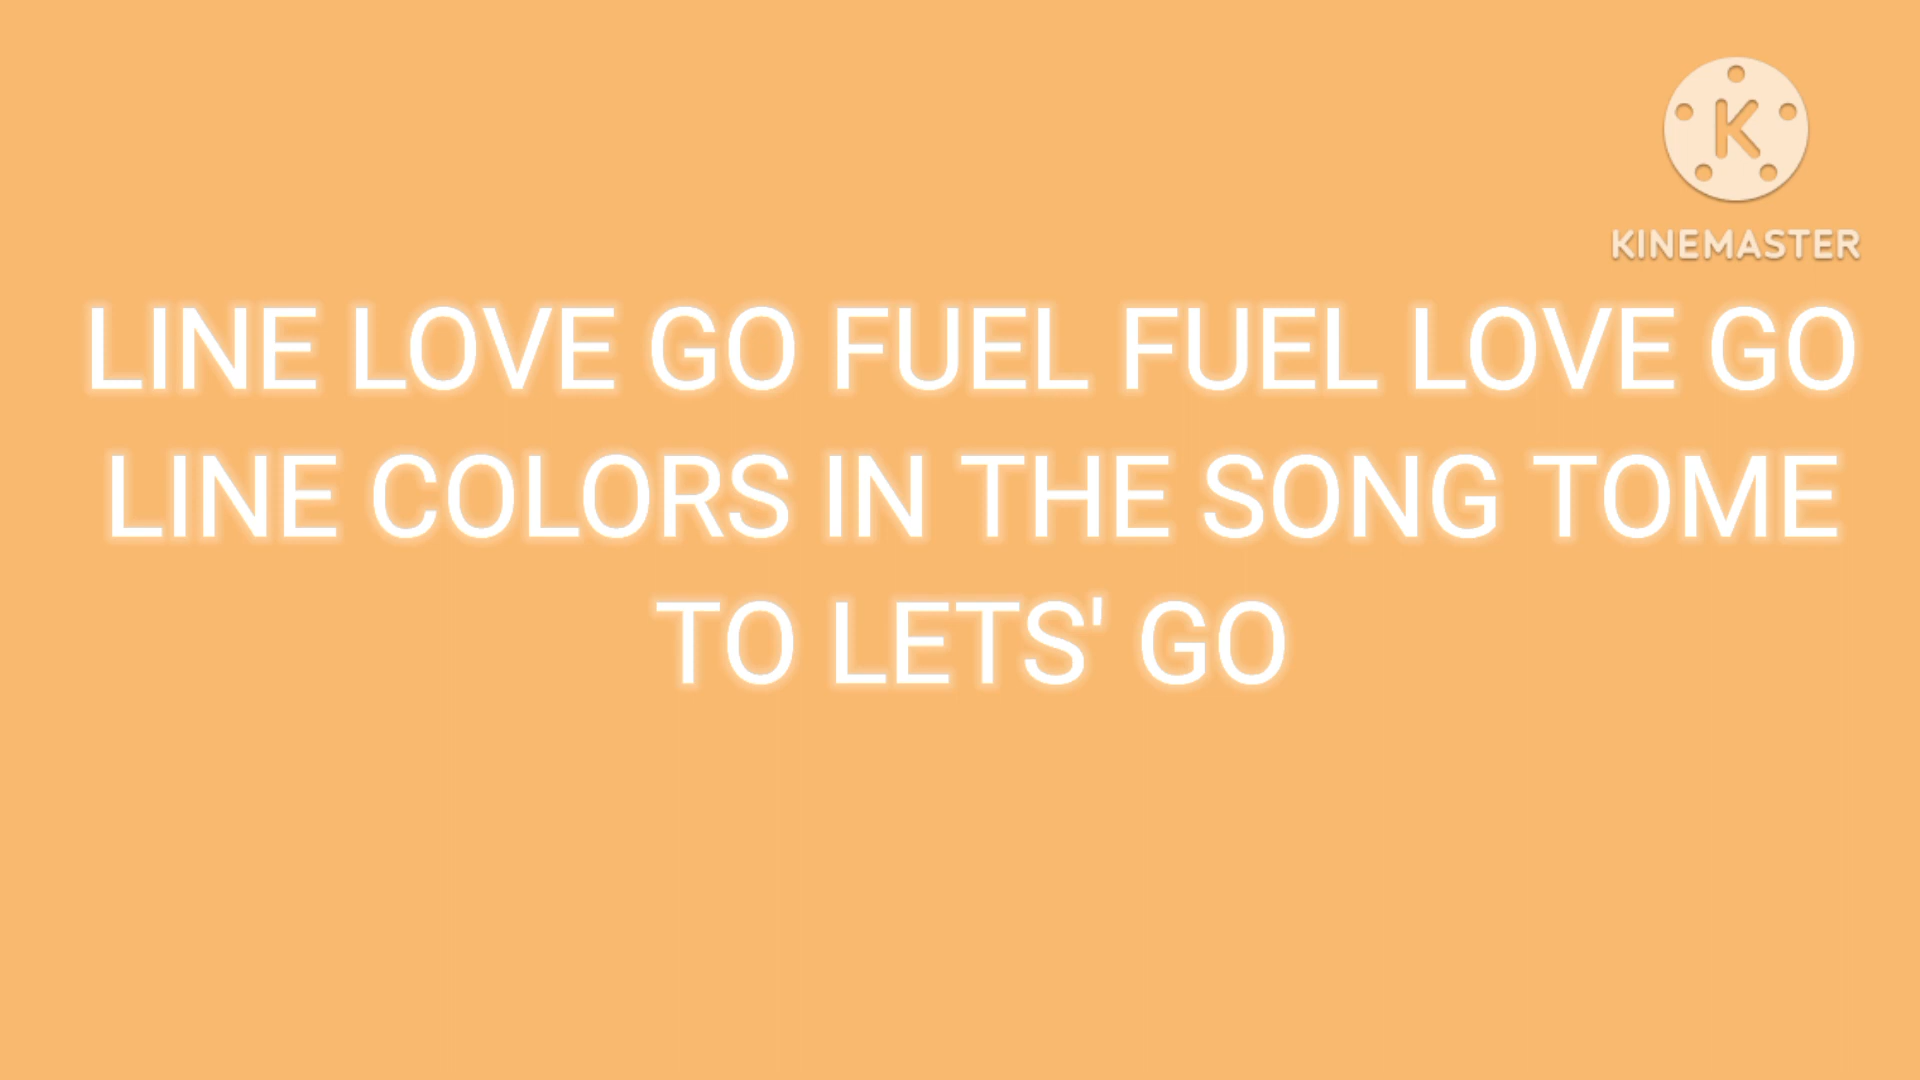 KINEMASTER
LINE LOVE GO FUEL FUEL LOVE GO
LINE COLORS IN THE SONG TOME
TO LETS' GO